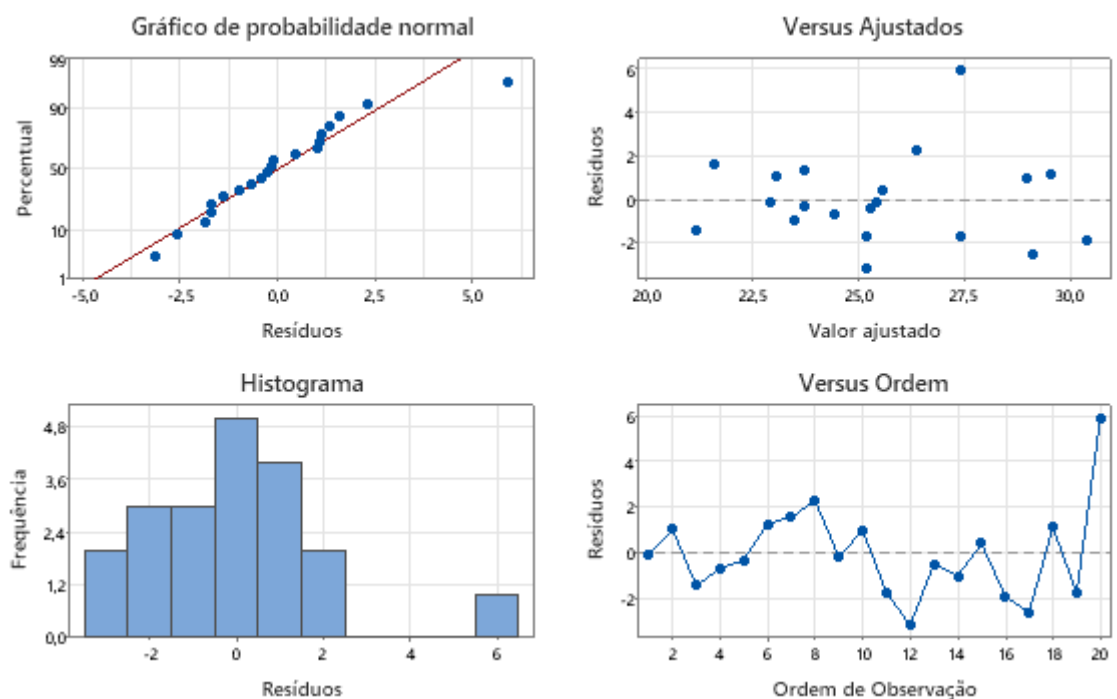 Gráfico de probabilidade normal
99
90
50
10
1
Percentual
-5,0 -2,5 0,0 2,5 5,0
Resíduos
Versus Ajustados
6
4
2
0
-2
Resíduos
20,0 22,5 25,0 27,5 30,0
Valor ajustado
Histograma
4,8
3,6
2,4
1,2
0,0
Frequência
-2 0 2 4 6
Resíduos
Versus Ordem
6
4
2
0
-2
Resíduos
2 4 6 8 10 12 14 16 18 20
Ordem de Observação